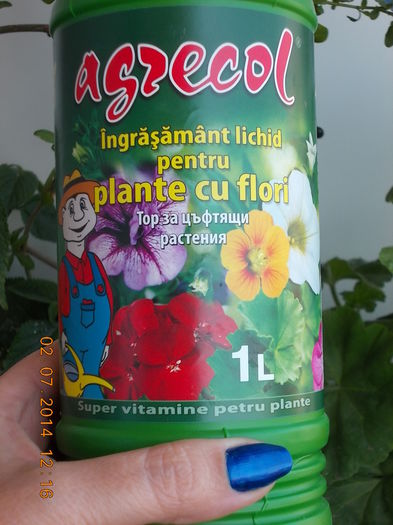 agrecol®
Îngrăşământ lichid
pentru
plante cu flori
Тор за цъфтящи
растения
1L
Super vitamine petru plante
02 07 2014 12:16